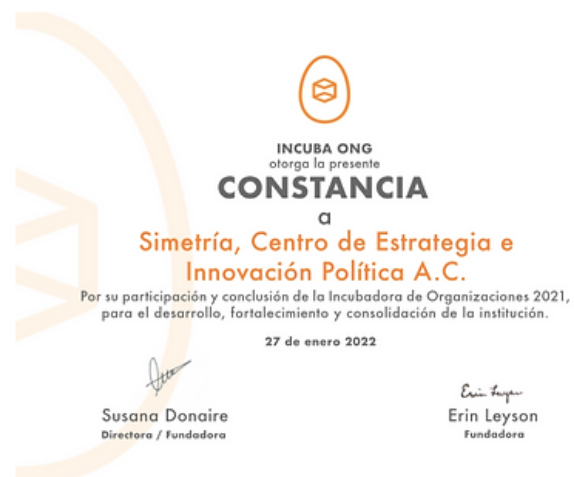 INCUBA ONG
otorga la presente
CONSTANCIA
a
Simetría, Centro de Estrategia e
Innovación Política A.C.
Por su participación y conclusión de la Incubadora de Organizaciones 2021,
para el desarrollo, fortalecimiento y consolidación de la institución.
27 de enero 2022
Erin Leyson
Susana Donaire
Erin Leyson
Directora / Fundadora
Fundadora